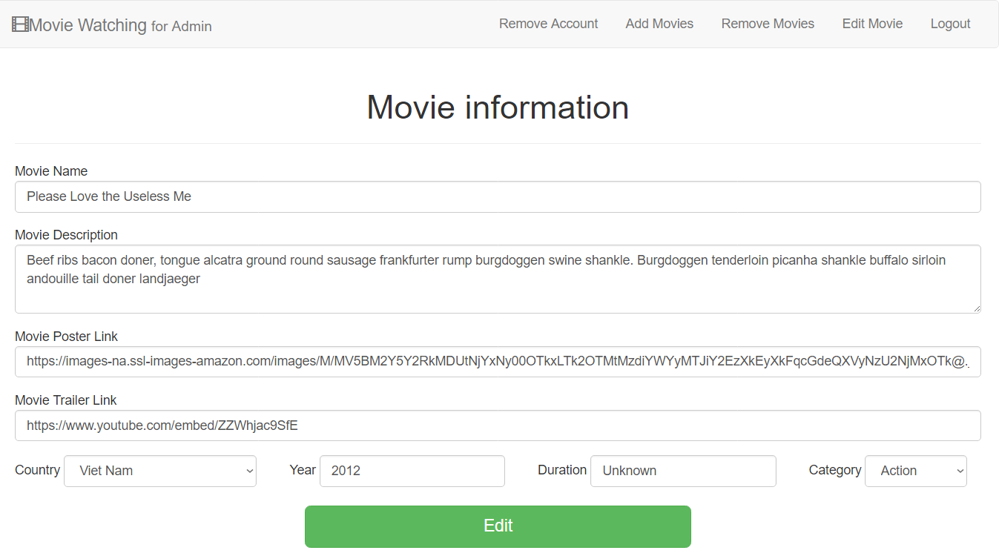 Movie Watching for Admin
Remove Account
Add Movies
Remove Movies
Edit Movie
Logout
Movie information
Movie Name
Please Love the Useless Me
Movie Description
Beef ribs bacon doner, tongue alcatra ground round sausage frankfurter rump burgdoggen swine shankle. Burgdoggen tenderloin picanha shankle buffalo sirloin
andouille tail doner landjaeger
Movie Poster Link
https://images-na.ssl-images-amazon.com/images/M/MV5BM2Y5Y2RkMDUtNjYxNy00OTkxLTk2OTMtMzdiYWYyMTJiY2EzXkEyXkFqcGdeQXVyNzU2NjMxOTk@._
Movie Trailer Link
https://www.youtube.com/embed/ZZWhjac9SfE
Country Viet Nam
Year 2012
Duration Unknown
Category Action
Edit